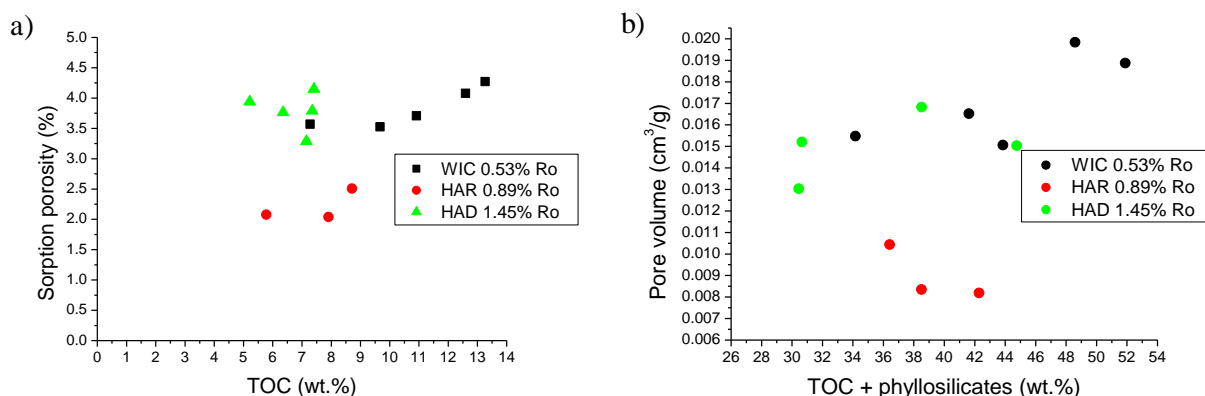 a)
5.0
4.5
4.0
3.5
3.0
2.5
2.0
1.5
1.0
0.5
0.0
Sorption porosity (%)
0 1 2 3 4 5 6 7 8 9 10 11 12 13 14
TOC (wt.%)
WIC 0.53% Ro
HAR 0.89% Ro
HAD 1.45% Ro
b)
0.020
0.019
0.018
0.017
0.016
0.015
0.014
0.013
0.012
0.011
0.010
0.009
0.008
0.007
0.006
Pore volume (cm³/g)
26 28 30 32 34 36 38 40 42 44 46 48 50 52 54
TOC + phyllosilicates (wt.%)
WIC 0.53% Ro
HAR 0.89% Ro
HAD 1.45% Ro